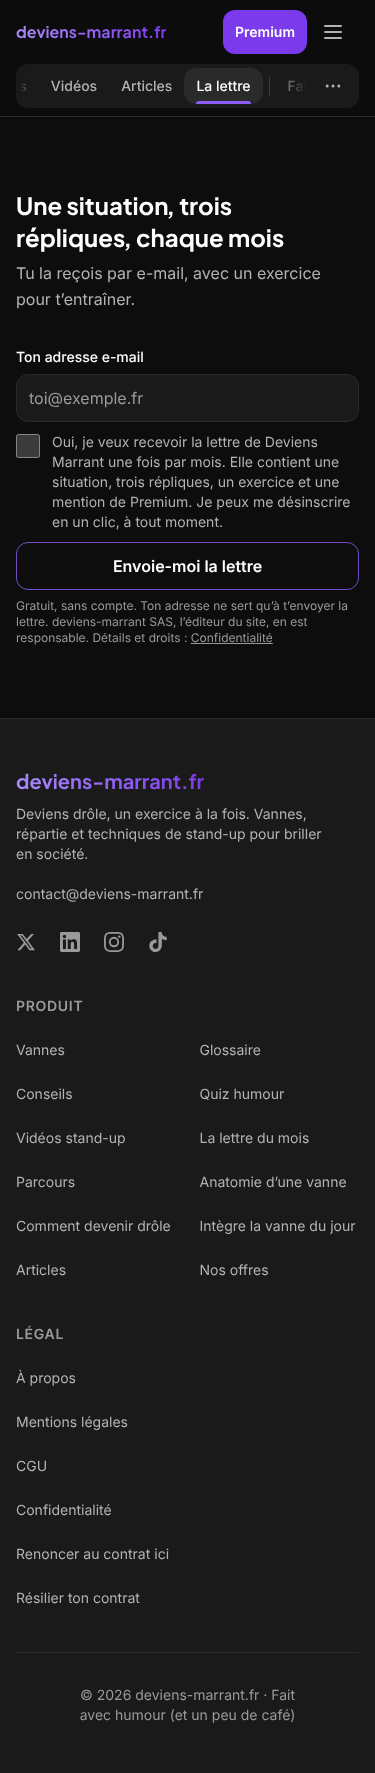 deviens-marrant.fr
Premium
Vidéos Articles La lettre
Une situation, trois
répliques, chaque mois
Tu la reçois par e-mail, avec un exercice
pour t’entraîner.
Ton adresse e-mail
toi@exemple.fr
Oui, je veux recevoir la lettre de Deviens
Marrant une fois par mois. Elle contient une
situation, trois répliques, un exercice et une
mention de Premium. Je peux me désinscrire
en un clic, à tout moment.
Envoie-moi la lettre
Gratuit, sans compte. Ton adresse ne sert qu’à t’envoyer la
lettre. deviens-marrant SAS, l’éditeur du site, en est
responsable. Détails et droits : Confidentialité
deviens-marrant.fr
Deviens drôle, un exercice à la fois. Vannes,
répartie et techniques de stand-up pour briller
en société.
contact@deviens-marrant.fr
PRODUIT
Vannes
Glossaire
Conseils
Quiz humour
Vidéos stand-up
La lettre du mois
Parcours
Anatomie d’une vanne
Comment devenir drôle
Intègre la vanne du jour
Articles
Nos offres
LÉGAL
À propos
Mentions légales
CGU
Confidentialité
Renoncer au contrat ici
Résilier ton contrat
© 2026 deviens-marrant.fr · Fait
avec humour (et un peu de café)